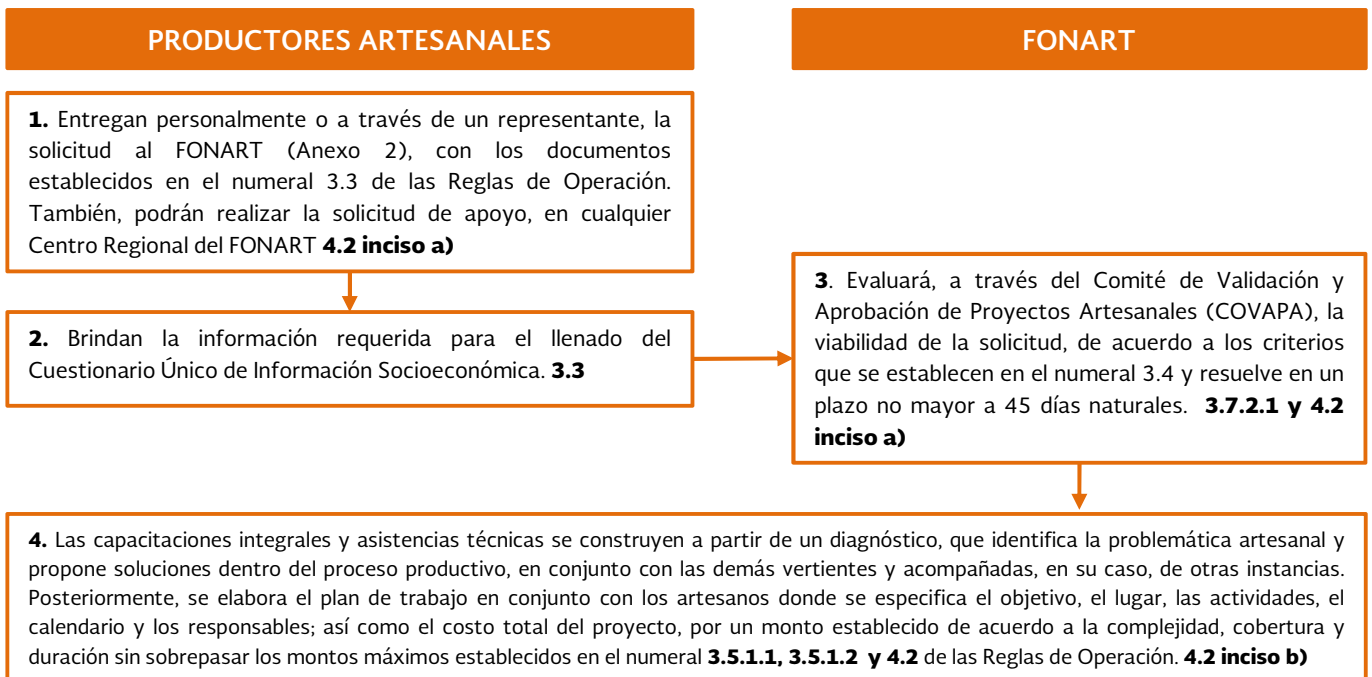 PRODUCTORES ARTESANALES
FONART
1. Entregan personalmente o a través de un representante, la
solicitud al FONART (Anexo 2), con los documentos
establecidos en el numeral 3.3 de las Reglas de Operación.
También, podrán realizar la solicitud de apoyo, en cualquier
Centro Regional del FONART 4.2 inciso a)
2. Brindan la información requerida para el llenado del
Cuestionario Único de Información Socioeconómica. 3.3
3. Evaluará, a través del Comité de Validación y
Aprobación de Proyectos Artesanales (COVAPA), la
viabilidad de la solicitud, de acuerdo a los criterios
que se establecen en el numeral 3.4 y resuelve en un
plazo no mayor a 45 días naturales. 3.7.2.1 y 4.2
inciso a)
4. Las capacitaciones integrales y asistencias técnicas se construyen a partir de un diagnóstico, que identifica la problemática artesanal y
propone soluciones dentro del proceso productivo, en conjunto con las demás vertientes y acompañadas, en su caso, de otras instancias.
Posteriormente, se elabora el plan de trabajo en conjunto con los artesanos donde se especifica el objetivo, el lugar, las actividades, el
calendario y los responsables; así como el costo total del proyecto, por un monto establecido de acuerdo a la complejidad, cobertura y
duración sin sobrepasar los montos máximos establecidos en el numeral 3.5.1.1, 3.5.1.2 y 4.2 de las Reglas de Operación. 4.2 inciso b)